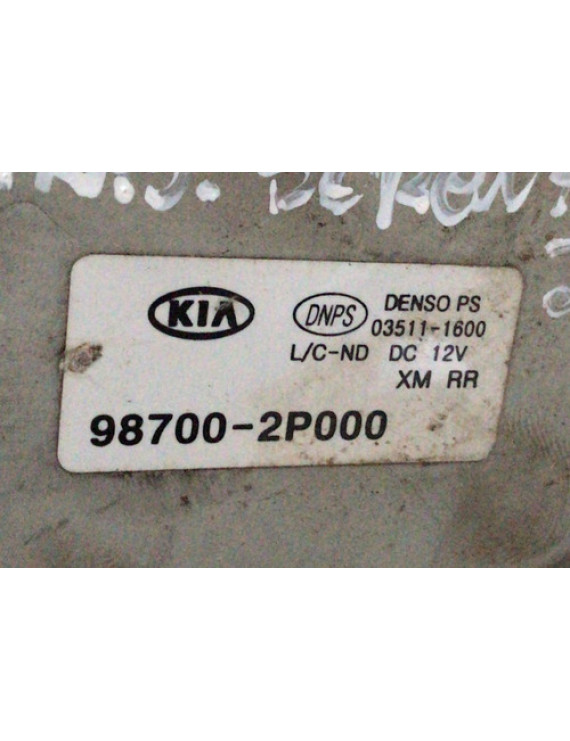 KIA
DNPS DENSO PS
03511-1600
L/C-ND DC 12V
XM RR
98700-2P000